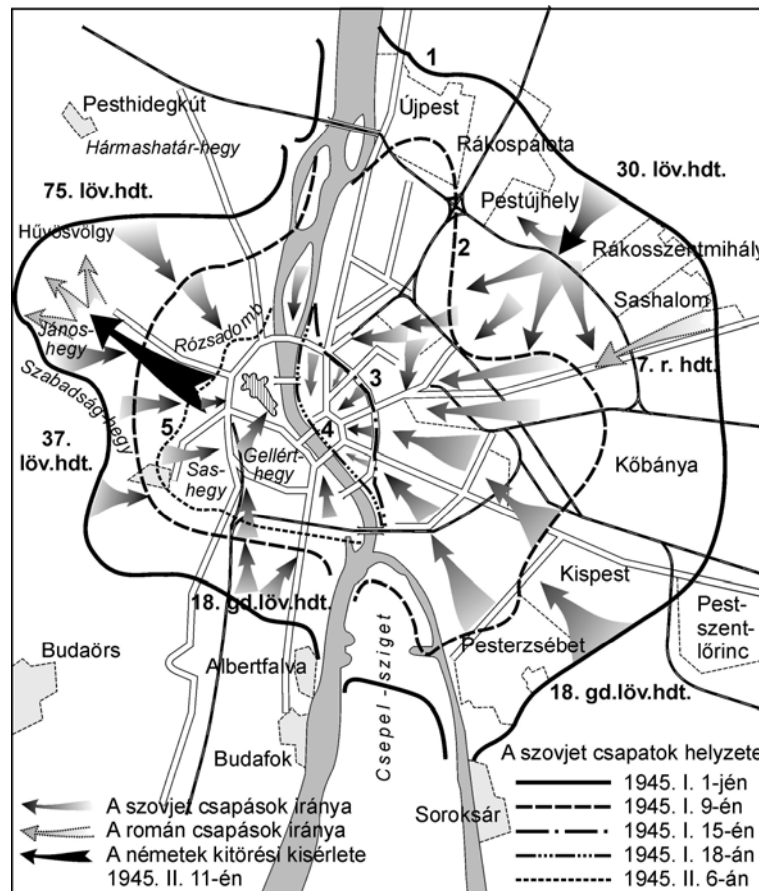 1
Pesthidegkút
Újpest
Hármashatár-hegy
Rákospalota
75. löv.hdt.
30. löv.hdt.
Pestújhely
Hűvösvölgy
2
Rákosszentmihály
Sashalom
Rózsadomb
János-
hegy
7. r. hdt.
Szabadság-hegy
3
5
4
37.
löv.hdt.
Gellért-
hegy
Sas-
hegy
Kőbánya
Kispest
18. gd.löv.hdt.
Pest-
szent-
lőrinc
Budaörs
Albertfalva
Pesterzsébet
Csepel-sziget
18. gd.löv.hdt.
Budafok
Soroksár
A szovjet csapások iránya
A román csapások iránya
A németek kitörési kisérlete
1945. II. 11-én
A szovjet csapatok helyzete
1945. I. 1-jén
1945. I. 9-én
1945. I. 15-én
1945. I. 18-án
1945. II. 6-án